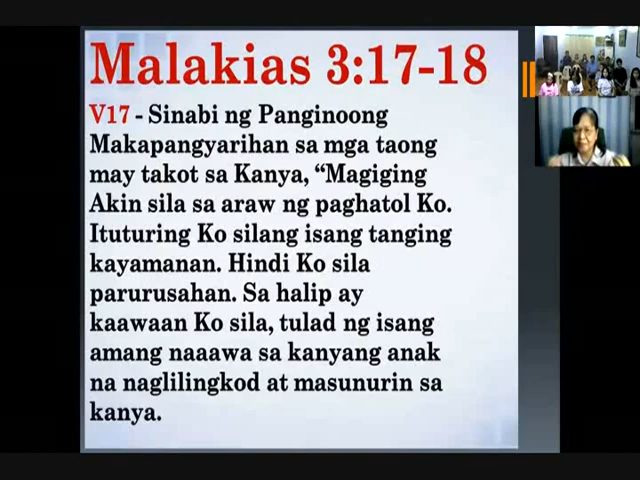 Malakias 3:17-18
V17 - Sinabi ng Panginoong
Makapangyarihan sa mga taong
may takot sa Kanya, “Magiging
Akin sila sa araw ng paghatol Ko.
Ituturing Ko silang isang tanging
kayamanan. Hindi Ko sila
parurusahan. Sa halip ay
kaawaan Ko sila, tulad ng isang
amang naaawa sa kanyang anak
na naglilingkod at masunurin sa
kanya.